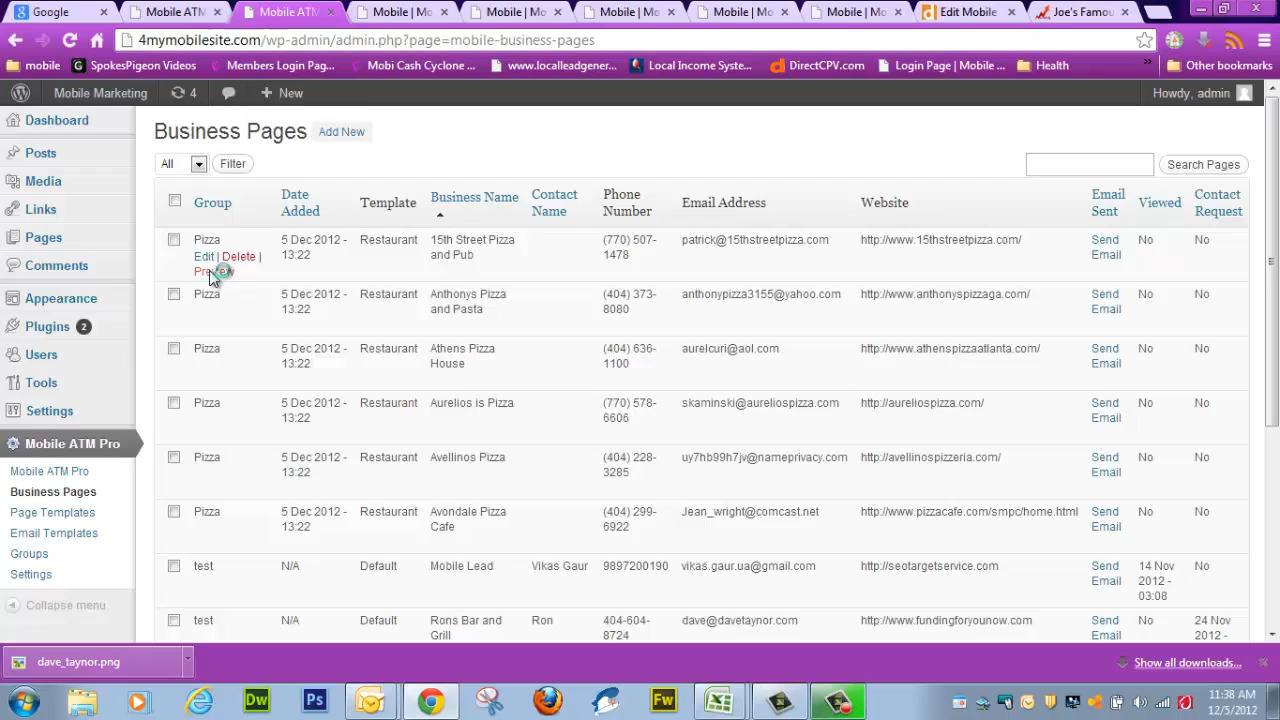 Google
Mobile ATM
Mobile ATM
Mobile | Mo
Mobile | Mo
Mobile | Mo
Mobile | Mo
Mobile | Mo
Edit Mobile
Joe's Famou
4mymobilesite.com/wp-admin/admin.php?page=mobile-business-pages
mobile
SpokesPigeon Videos
Members Login Pag...
Mobi Cash Cyclone ...
www.localleadgener...
Local Income Syste...
DirectCPV.com
Login Page | Mobile ...
Health
Other bookmarks
Mobile Marketing
4
New
Howdy, admin
Dashboard
Posts
Media
Links
Pages
Comments
Appearance
Plugins 2
Users
Tools
Settings
Mobile ATM Pro
Mobile ATM Pro
Business Pages
Page Templates
Email Templates
Groups
Settings
Collapse menu
Business Pages Add New
All Filter
Search Pages
Group
Date Added
Template
Business Name
Contact Name
Phone Number
Email Address
Website
Email Sent
Viewed
Contact Request
Pizza
Edit | Delete |
5 Dec 2012 - 13:22
Restaurant
15th Street Pizza and Pub
(770) 507-1478
patrick@15thstreetpizza.com
http://www.15thstreetpizza.com/
Send Email
No
No
Pizza
5 Dec 2012 - 13:22
Restaurant
Anthonys Pizza and Pasta
(404) 373-8080
anthonypizza3155@yahoo.com
http://www.anthonyspizzaga.com/
Send Email
No
No
Pizza
5 Dec 2012 - 13:22
Restaurant
Athens Pizza House
(404) 636-1100
aurelcuri@aol.com
http://www.athenspizzaatlanta.com/
Send Email
No
No
Pizza
5 Dec 2012 - 13:22
Restaurant
Aurelios is Pizza
(770) 578-6606
skaminski@aureliospizza.com
http://aureliospizza.com/
Send Email
No
No
Pizza
5 Dec 2012 - 13:22
Restaurant
Avellinos Pizza
(404) 228-3285
uy7hb99h7jv@nameprivacy.com
http://avellinospizzeria.com/
Send Email
No
No
Pizza
5 Dec 2012 - 13:22
Restaurant
Avondale Pizza Cafe
(404) 299-6922
Jean_wright@comcast.net
http://www.pizzacafe.com/smpc/home.html
Send Email
No
No
test
N/A
Default
Mobile Lead
Vikas Gaur
9897200190
vikas.gaur.ua@gmail.com
http://seotargetservice.com
Send Email
14 Nov 2012 - 03:08
No
test
N/A
Default
Rons Bar and Grill
Ron
404-604-8724
dave@davetaynor.com
http://www.fundingforyounow.com
Send Email
No
24 Nov 2012 -
dave_taynor.png
Show all downloads...
Dw
Ps
Fw
11:38 AM
12/5/2012